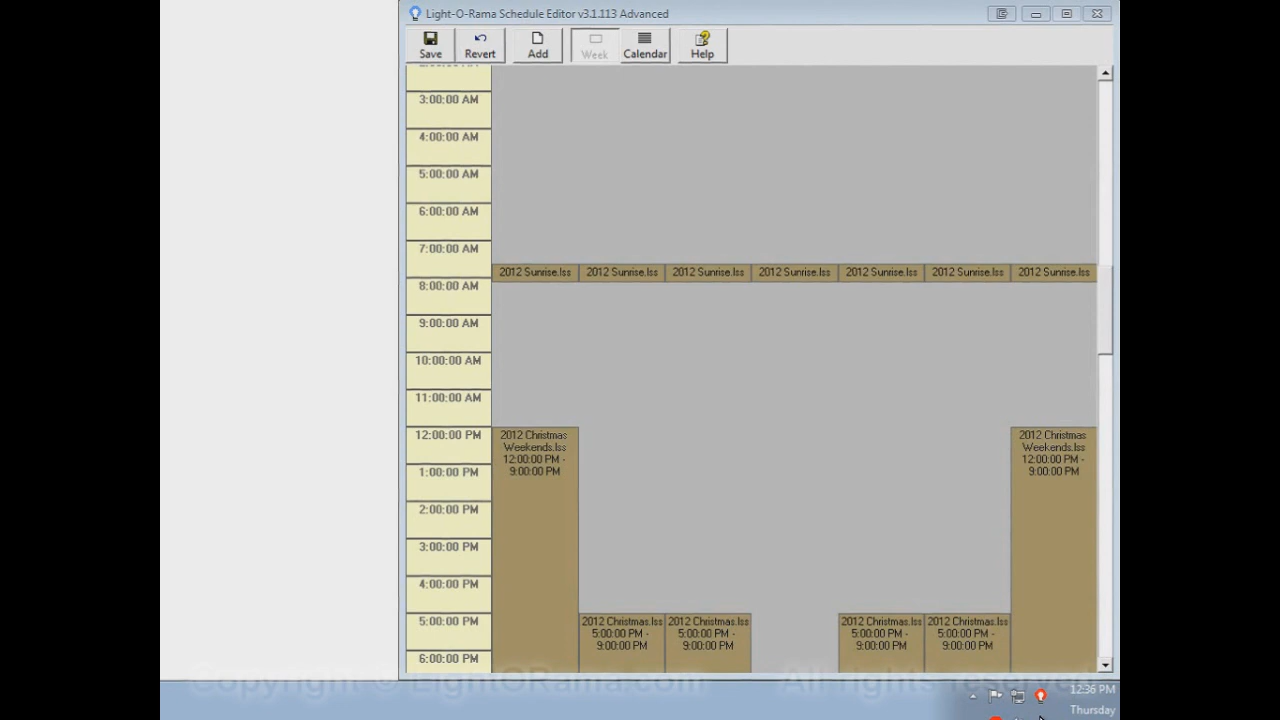 Light-O-Rama Schedule Editor v3.1.113 Advanced
Save Revert Add Week Calendar Help
3:00:00 AM
4:00:00 AM
5:00:00 AM
6:00:00 AM
7:00:00 AM
2012 Sunrise.lss 2012 Sunrise.lss 2012 Sunrise.lss 2012 Sunrise.lss 2012 Sunrise.lss 2012 Sunrise.lss 2012 Sunrise.lss
8:00:00 AM
9:00:00 AM
10:00:00 AM
11:00:00 AM
12:00:00 PM
2012 Christmas
Weekends.lss
12:00:00 PM -
9:00:00 PM
2012 Christmas
Weekends.lss
12:00:00 PM -
9:00:00 PM
1:00:00 PM
2:00:00 PM
3:00:00 PM
4:00:00 PM
5:00:00 PM
2012 Christmas.lss 2012 Christmas.lss 2012 Christmas.lss 2012 Christmas.lss
5:00:00 PM - 5:00:00 PM - 5:00:00 PM - 5:00:00 PM -
9:00:00 PM 9:00:00 PM 9:00:00 PM 9:00:00 PM
6:00:00 PM
Copyright © LightORama.com All rights reserved
12:36 PM
Thursday